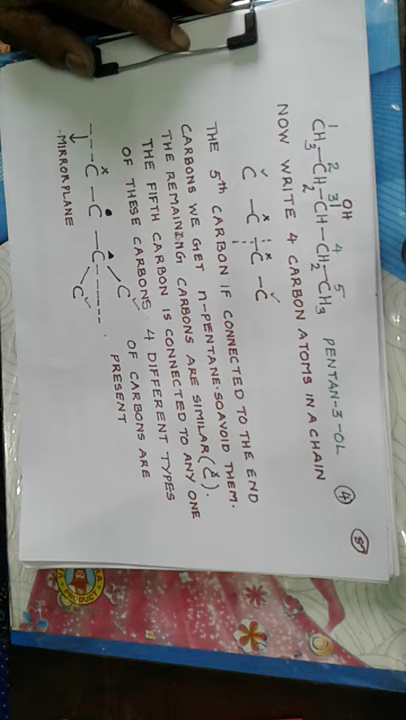 OH
1 2 3 4 5
CH3-CH2-CH-CH2-CH3 PENTAN-3-OL (4)
NOW WRITE 4 CARBON ATOMS IN A CHAIN
C - C - C - C
THE 5th CARBON IF CONNECTED TO THE END
CARBONS WE GET n-PENTANE. SO AVOID THEM.
THE REMAINING CARBONS ARE SIMILAR (C).
THE FIFTH CARBON IS CONNECTED TO ANY ONE
OF THESE CARBONS. 4 DIFFERENT TYPES
OF CARBONS ARE
PRESENT
C
C - C - C
C
MIRROR PLANE
PRODUCT